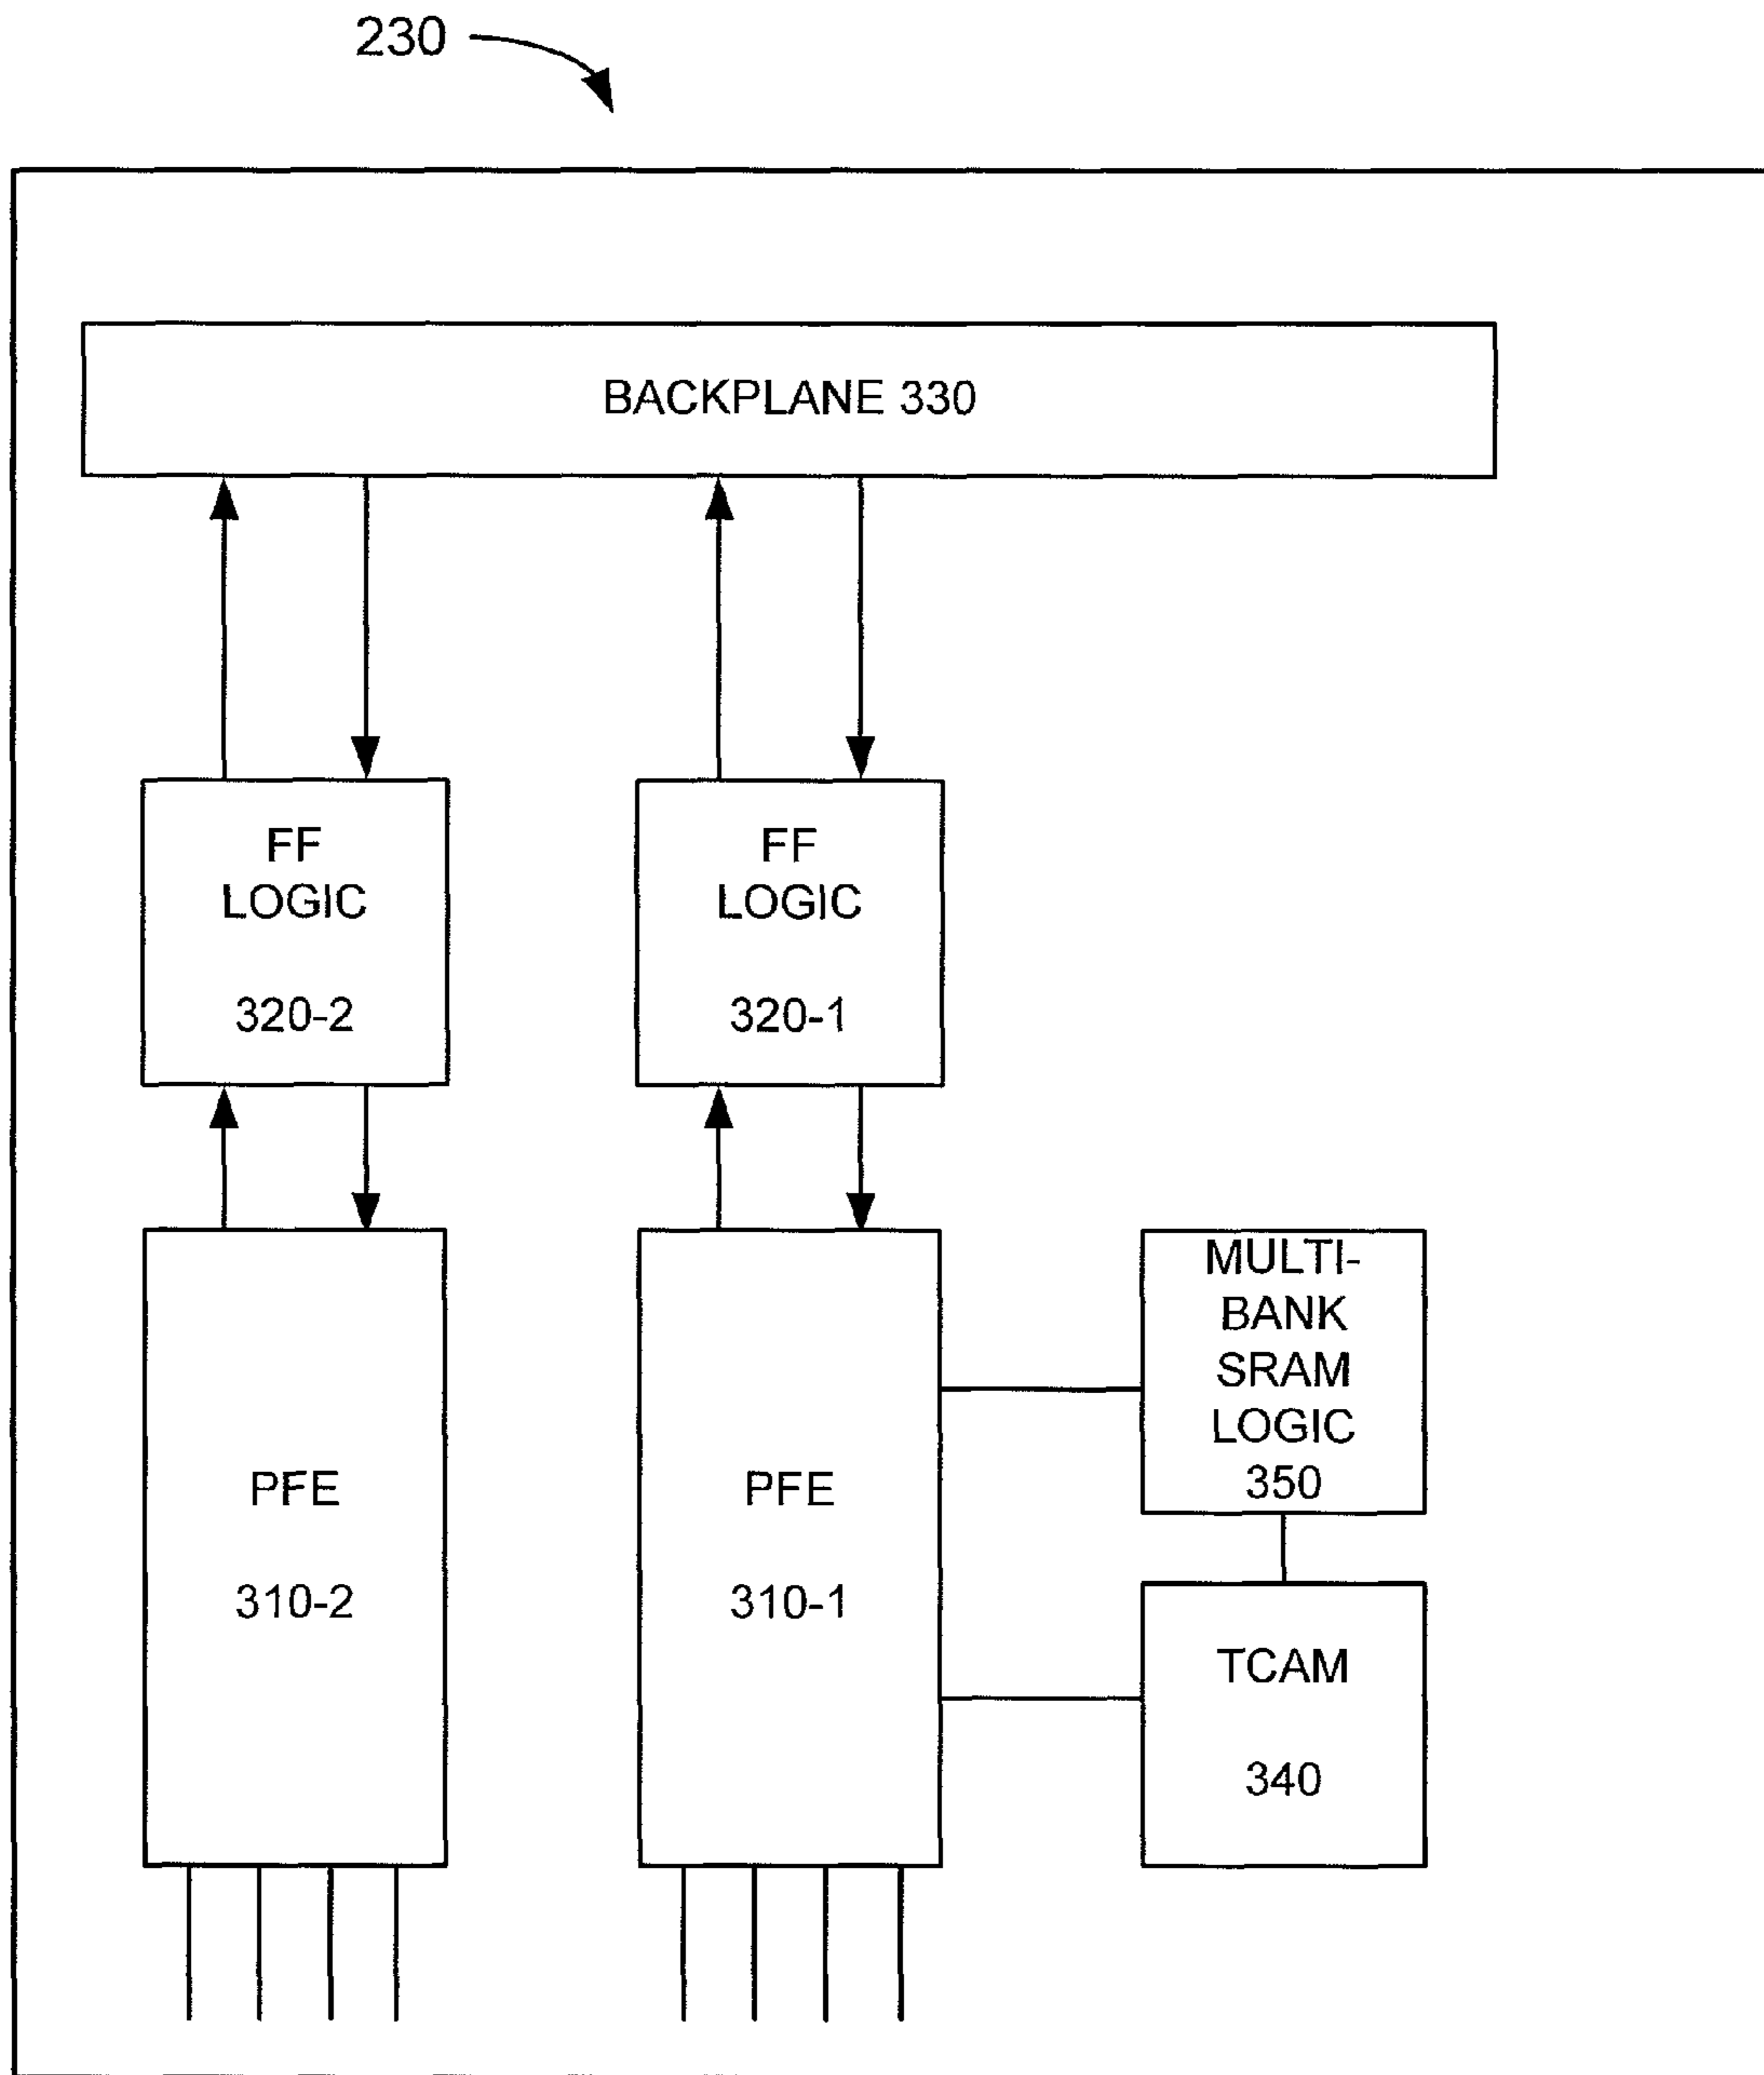 230
BACKPLANE 330
FF
LOGIC
320-2
FF
LOGIC
320-1
PFE
310-2
PFE
310-1
MULTI-
BANK
SRAM
LOGIC
350
TCAM
340